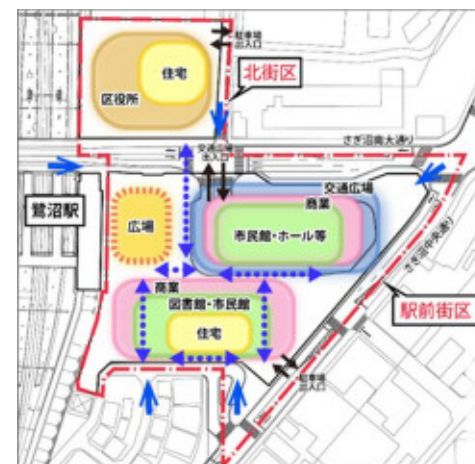 駐車場
出入口
住宅
区役所
北街区
さぎ沼南大通り
交通広場
出入口
交通広場
鷺沼駅
商業
広場
市民館・ホール等
さぎ沼中央通り
商業
図書館・市民館
駅前街区
住宅
駐車場
出入口